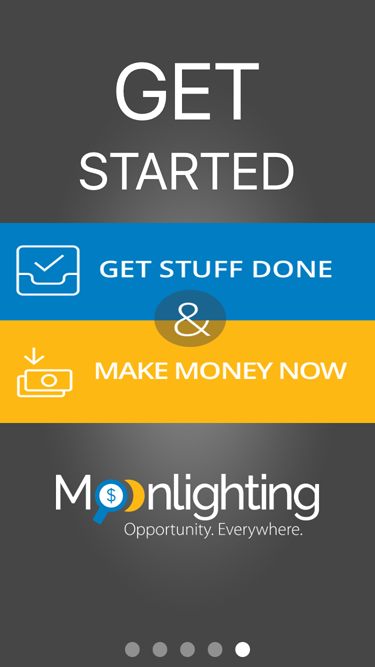 GET
STARTED
GET STUFF DONE
&
MAKE MONEY NOW
$
Moonlighting
Opportunity. Everywhere.